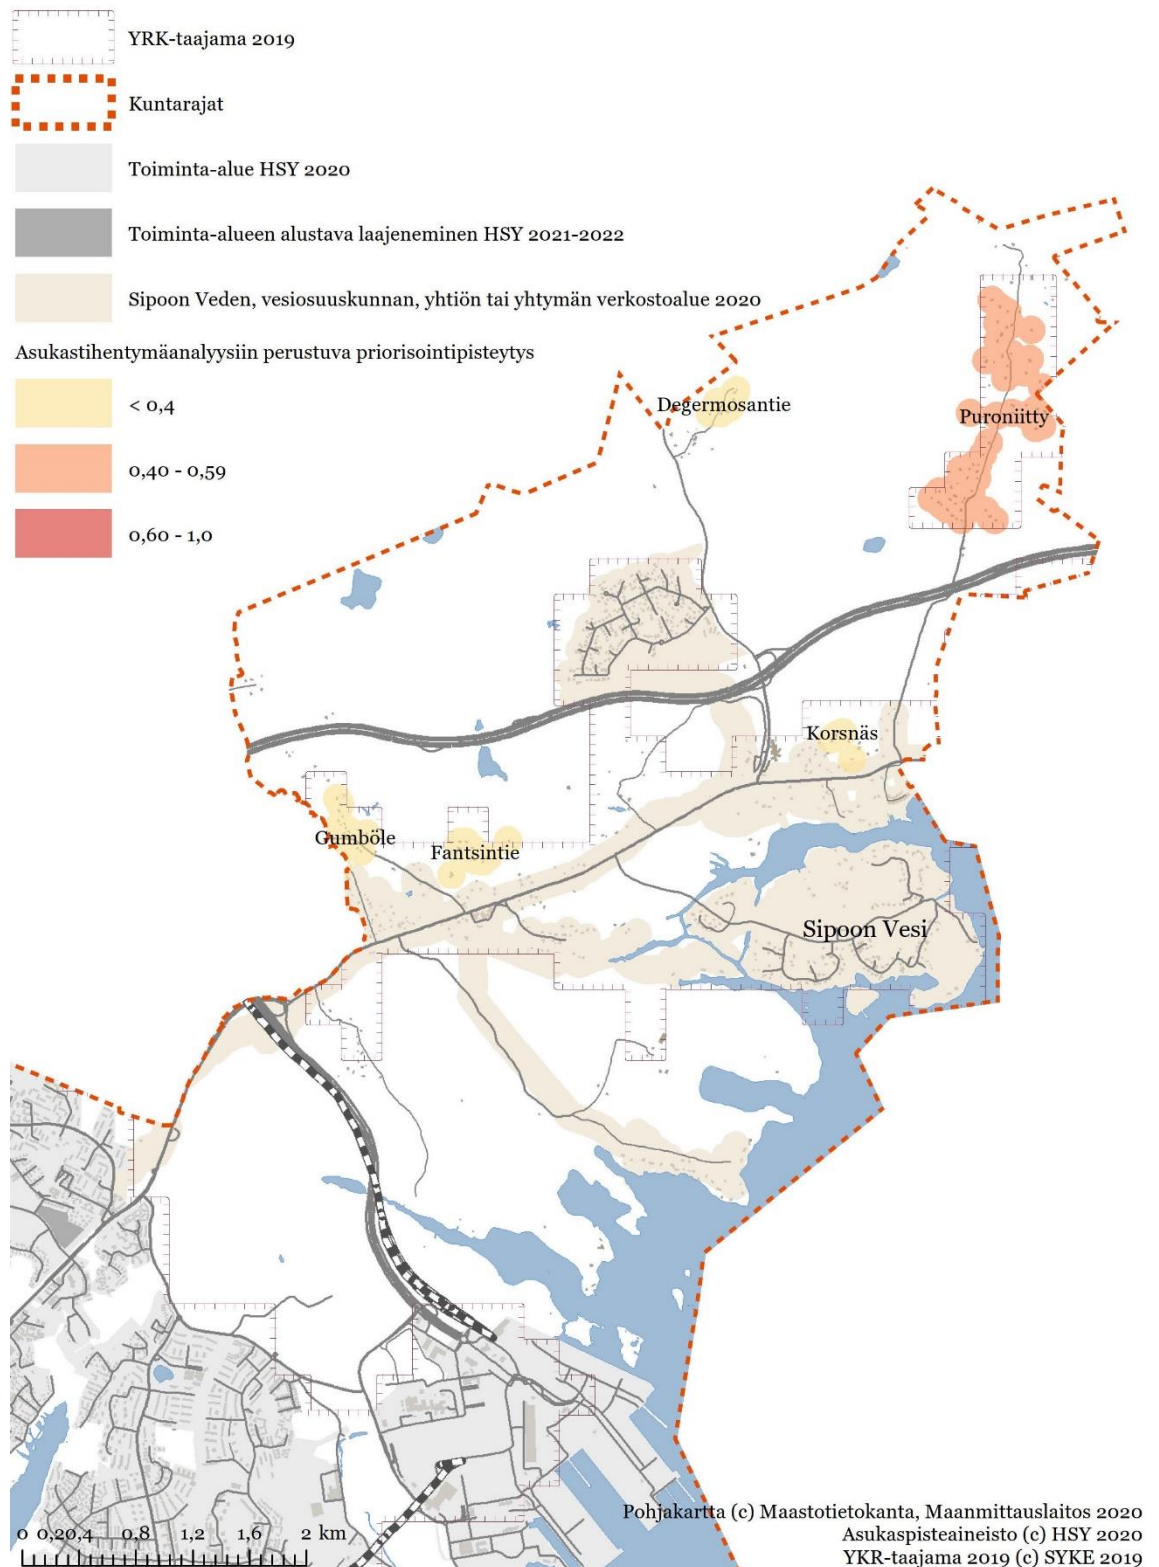 YRK-taajama 2019
Kuntarajat
Toiminta-alue HSY 2020
Toiminta-alueen alustava laajeneminen HSY 2021-2022
Sipoon Veden, vesiosuuskunnan, yhtiön tai yhtymän verkostoalue 2020
Asukastihentymäanalyysiin perustuva priorisointipisteytys
< 0,4
0,40 - 0,59
0,60 - 1,0
Degermosantie
Puroniitty
Korsnäs
Gumböle
Fantsintie
Sipoon Vesi
0 0,20,4 0,8 1,2 1,6 2 km
Pohjakartta (c) Maastotietokanta, Maanmittauslaitos 2020
Asukaspisteaineisto (c) HSY 2020
YKR-taajama 2019 (c) SYKE 2019